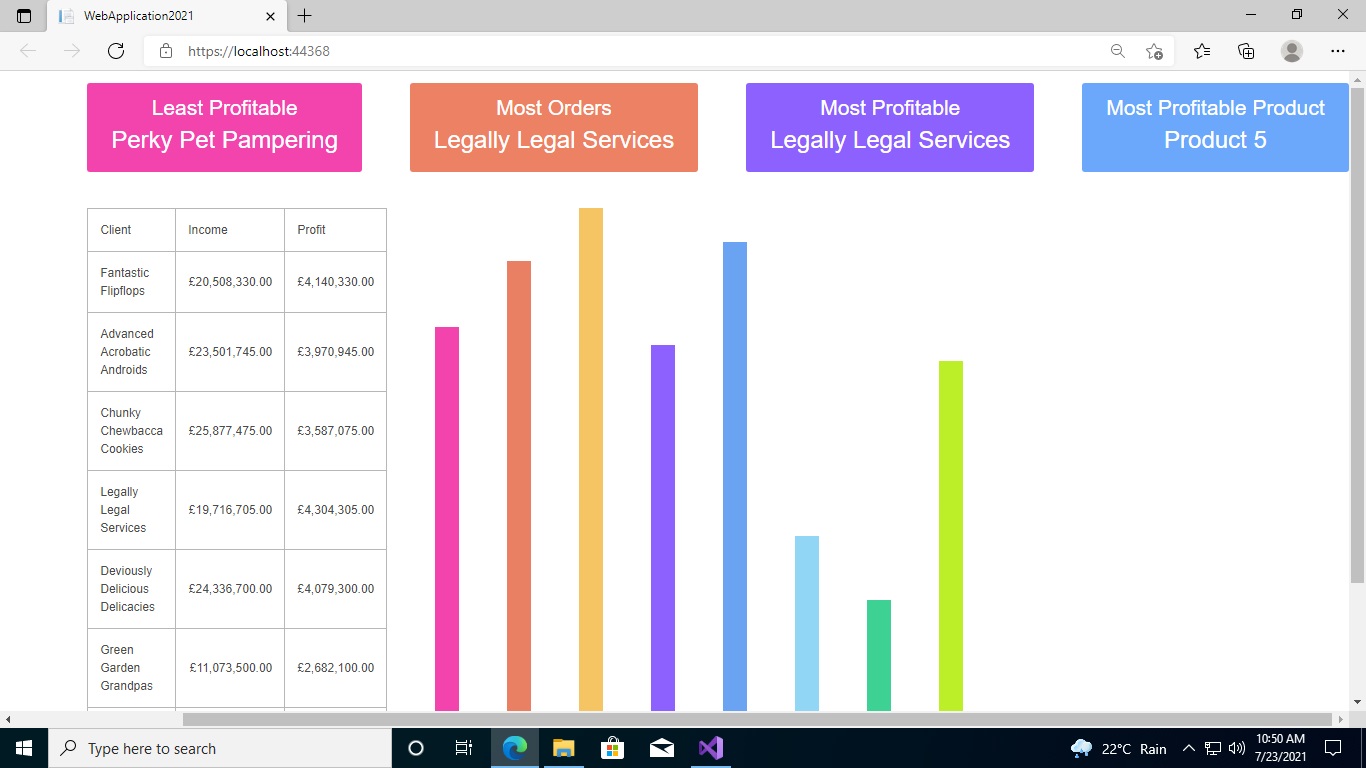 WebApplication2021
https://localhost:44368
Least Profitable
Perky Pet Pampering
Most Orders
Legally Legal Services
Most Profitable
Legally Legal Services
Most Profitable Product
Product 5
Client Income Profit
Fantastic
Flipflops
£20,508,330.00 £4,140,330.00
Advanced
Acrobatic
Androids
£23,501,745.00 £3,970,945.00
Chunky
Chewbacca
Cookies
£25,877,475.00 £3,587,075.00
Legally
Legal
Services
£19,716,705.00 £4,304,305.00
Deviously
Delicious
Delicacies
£24,336,700.00 £4,079,300.00
Green
Garden
Grandpas
£11,073,500.00 £2,682,100.00
Type here to search
22°C Rain
10:50 AM
7/23/2021